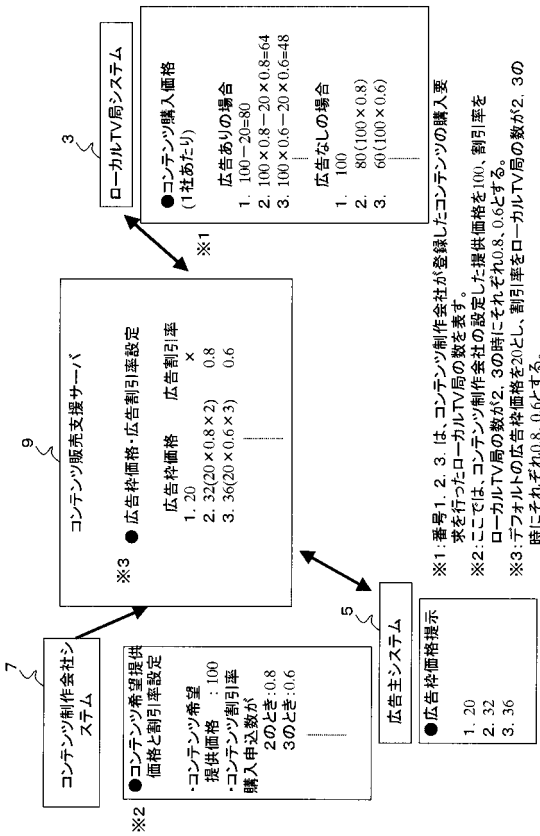 7
コンテンツ制作会社シ
ステム
※2
●コンテンツ希望提供
価格と割引率設定
・コンテンツ希望
提供価格　：100
・コンテンツ割引率
購入申込数が
2のとき:0.8
3のとき:0.6
9
コンテンツ販売支援サーバ
※3
● 広告枠価格・広告割引率設定
広告枠価格　広告割引率
1. 20　×
2. 32(20×0.8×2)　0.8
3. 36(20×0.6×3)　0.6
3
ローカルTV局システム
※1
●コンテンツ購入価格
(1社あたり)
広告ありの場合
1. 100－20=80
2. 100×0.8－20×0.8=64
3. 100×0.6－20×0.6=48
広告なしの場合
1. 100
2. 80(100×0.8)
3. 60(100×0.6)
5
広告主システム
●広告枠価格提示
1. 20
2. 32
3. 36
※1:番号1. 2. 3. は、コンテンツ制作会社が登録したコンテンツの購入要
求を行ったローカルTV局の数を表す。
※2:ここでは、コンテンツ制作会社の設定した提供価格を100、割引率を
ローカルTV局の数が2、3の時にそれぞれ0.8、0.6とする。
※3:デフォルトの広告枠価格を20とし、割引率をローカルTV局の数が2、3の
時にそれぞれ0.8、0.6とする。